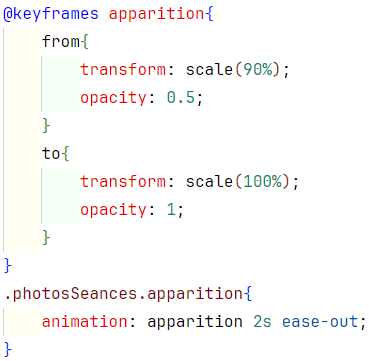 @keyframes apparition{
    from{
        transform: scale(90%);
        opacity: 0.5;
    }
    to{
        transform: scale(100%);
        opacity: 1;
    }
}
.photosSeances.apparition{
    animation: apparition 2s ease-out;
}